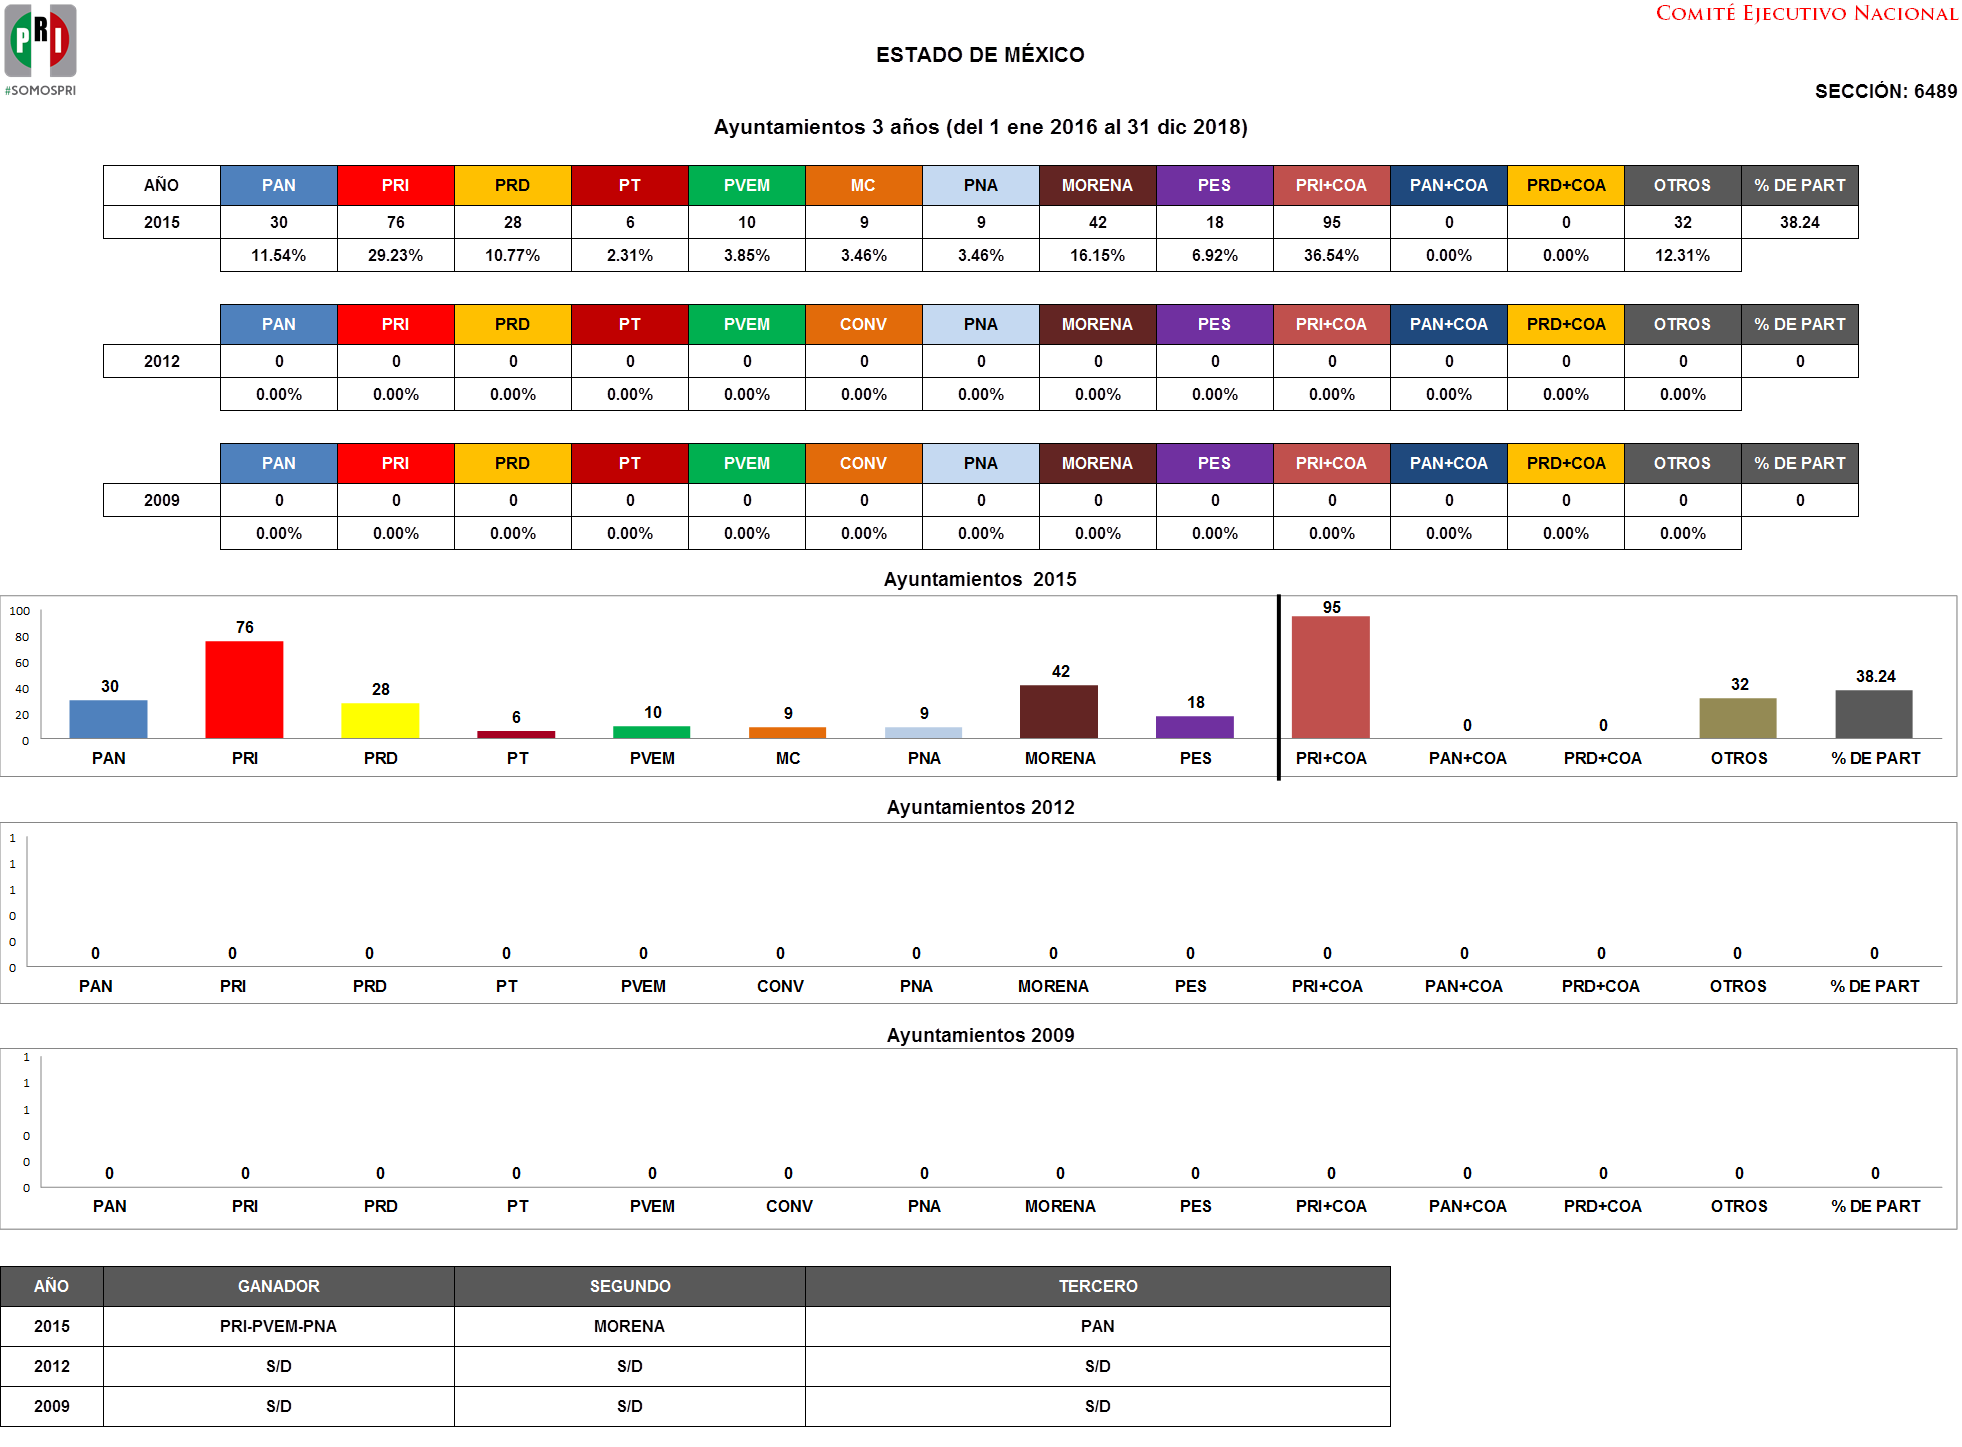 PRI
#SOMOSPRI
COMITÉ EJECUTIVO NACIONAL
ESTADO DE MÉXICO
SECCIÓN: 6489
Ayuntamientos 3 años (del 1 ene 2016 al 31 dic 2018)
AÑO PAN PRI PRD PT PVEM MC PNA MORENA PES PRI+COA PAN+COA PRD+COA OTROS % DE PART
2015 30 76 28 6 10 9 9 42 18 95 0 0 32 38.24
11.54% 29.23% 10.77% 2.31% 3.85% 3.46% 3.46% 16.15% 6.92% 36.54% 0.00% 0.00% 12.31%
PAN PRI PRD PT PVEM CONV PNA MORENA PES PRI+COA PAN+COA PRD+COA OTROS % DE PART
2012 0 0 0 0 0 0 0 0 0 0 0 0 0 0
0.00% 0.00% 0.00% 0.00% 0.00% 0.00% 0.00% 0.00% 0.00% 0.00% 0.00% 0.00% 0.00%
PAN PRI PRD PT PVEM CONV PNA MORENA PES PRI+COA PAN+COA PRD+COA OTROS % DE PART
2009 0 0 0 0 0 0 0 0 0 0 0 0 0 0
0.00% 0.00% 0.00% 0.00% 0.00% 0.00% 0.00% 0.00% 0.00% 0.00% 0.00% 0.00% 0.00%
Ayuntamientos 2015
100
80
60
40
20
0
30 76 28 6 10 9 9 42 18 95 0 0 32 38.24
PAN PRI PRD PT PVEM MC PNA MORENA PES PRI+COA PAN+COA PRD+COA OTROS % DE PART
Ayuntamientos 2012
1
1
1
0
0
0
0 0 0 0 0 0 0 0 0 0 0 0 0 0
PAN PRI PRD PT PVEM CONV PNA MORENA PES PRI+COA PAN+COA PRD+COA OTROS % DE PART
Ayuntamientos 2009
1
1
1
0
0
0
0 0 0 0 0 0 0 0 0 0 0 0 0 0
PAN PRI PRD PT PVEM CONV PNA MORENA PES PRI+COA PAN+COA PRD+COA OTROS % DE PART
AÑO GANADOR SEGUNDO TERCERO
2015 PRI-PVEM-PNA MORENA PAN
2012 S/D S/D S/D
2009 S/D S/D S/D